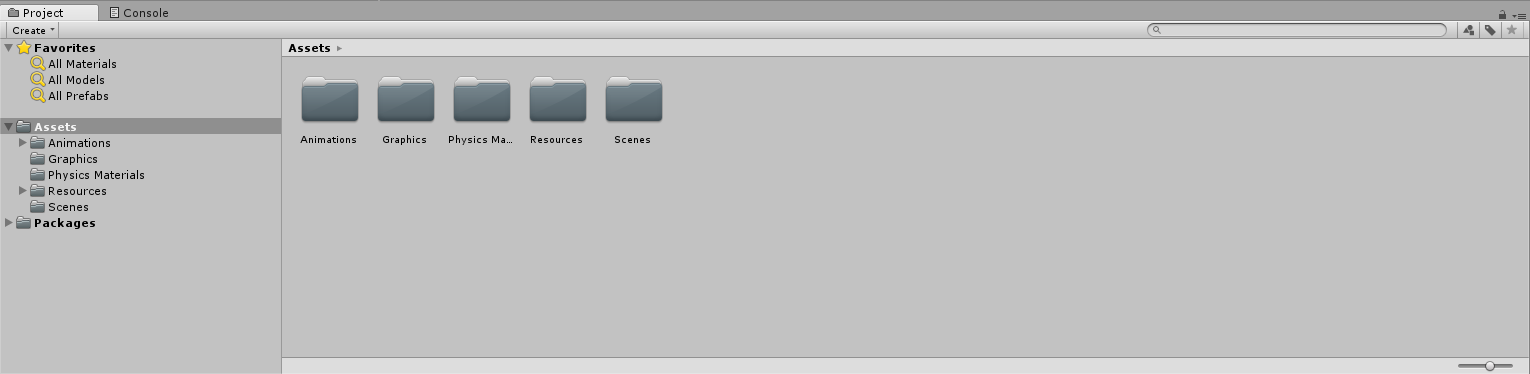 Project
Console
Create
Favorites
All Materials
All Models
All Prefabs
Assets
Animations
Graphics
Physics Materials
Resources
Scenes
Packages
Assets
Animations
Graphics
Physics Ma...
Resources
Scenes